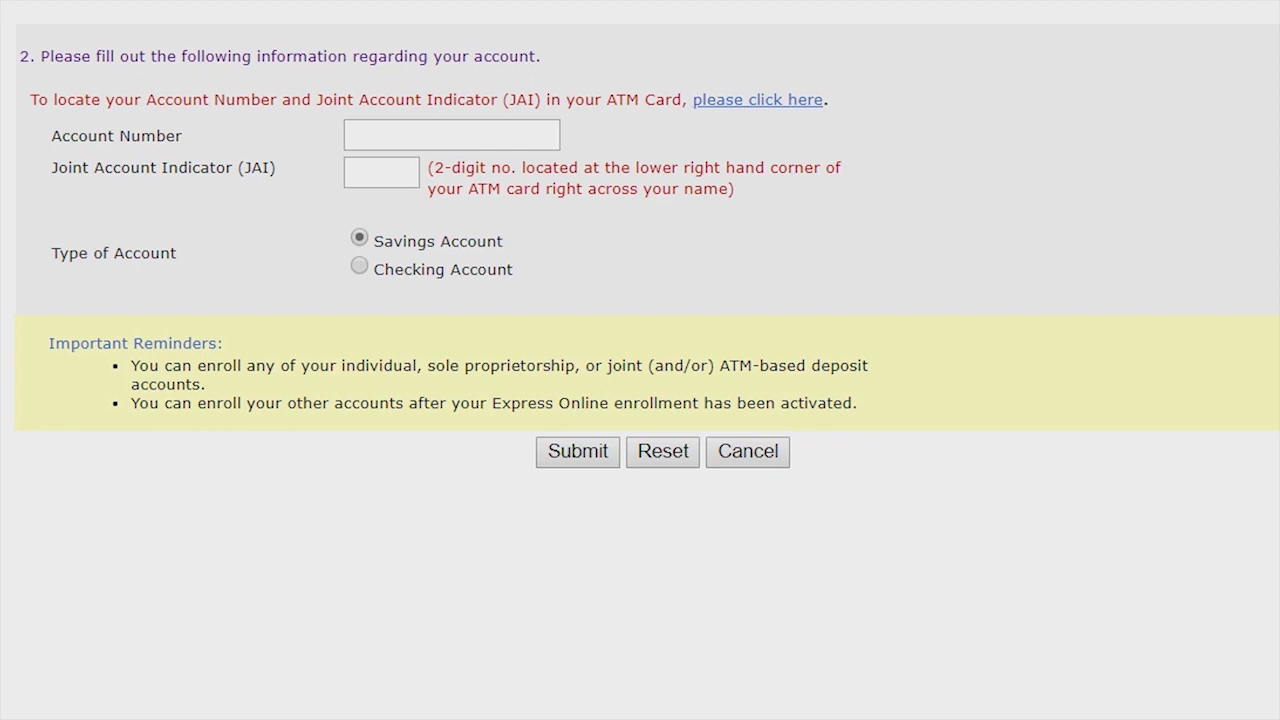 2. Please fill out the following information regarding your account.
To locate your Account Number and Joint Account Indicator (JAI) in your ATM Card, please click here.
Account Number
Joint Account Indicator (JAI)
(2-digit no. located at the lower right hand corner of
your ATM card right across your name)
Type of Account
Savings Account
Checking Account
Important Reminders:
▪ You can enroll any of your individual, sole proprietorship, or joint (and/or) ATM-based deposit
accounts.
▪ You can enroll your other accounts after your Express Online enrollment has been activated.
Submit Reset Cancel